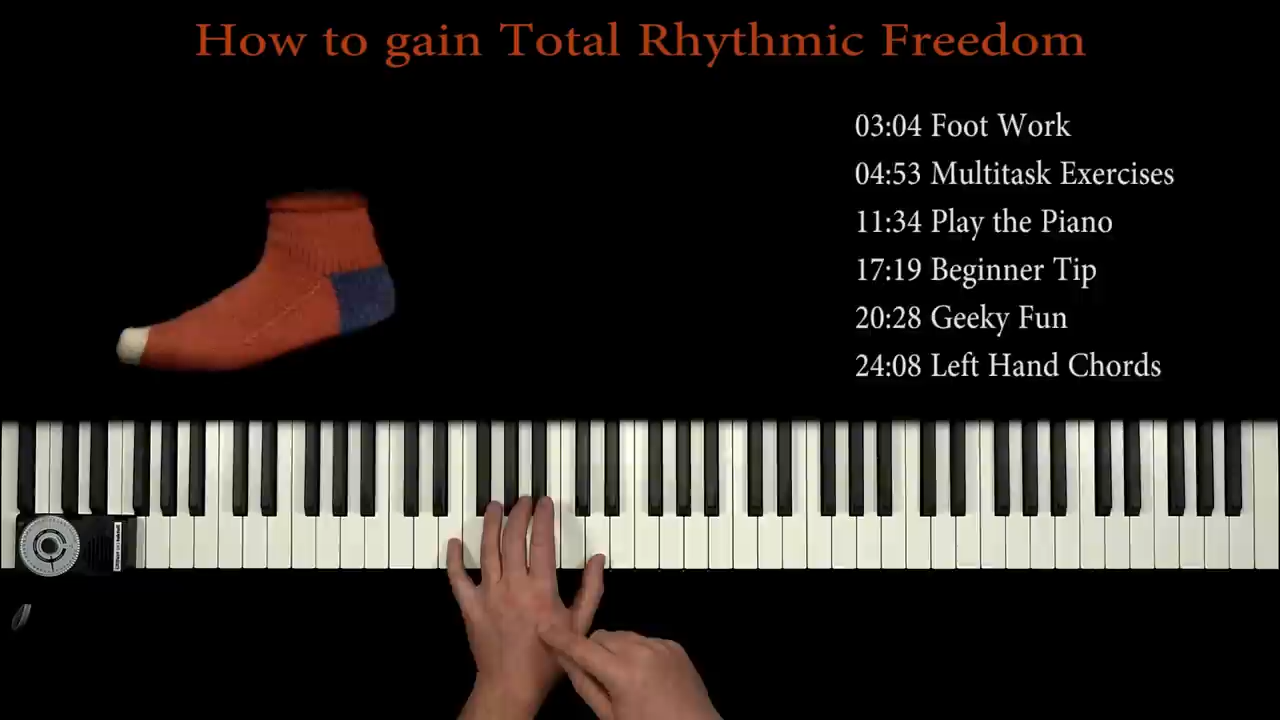 How to gain Total Rhythmic Freedom
03:04 Foot Work
04:53 Multitask Exercises
11:34 Play the Piano
17:19 Beginner Tip
20:28 Geeky Fun
24:08 Left Hand Chords